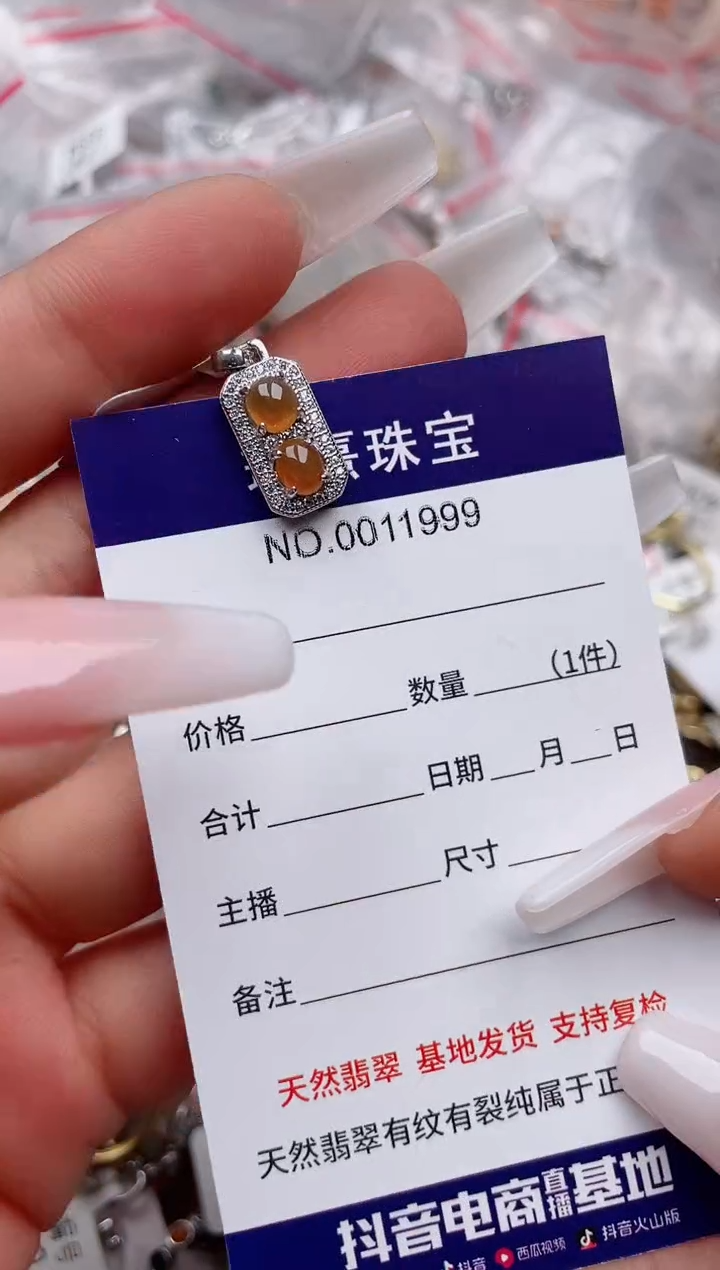 熹珠宝
NO.0011999
价格 数量 (1件)
合计 日期 月 日
主播 尺寸
备注
天然翡翠 基地发货 支持复检
天然翡翠有纹有裂纯属于正
抖音电商直播基地
抖音 西瓜视频 抖音火山版